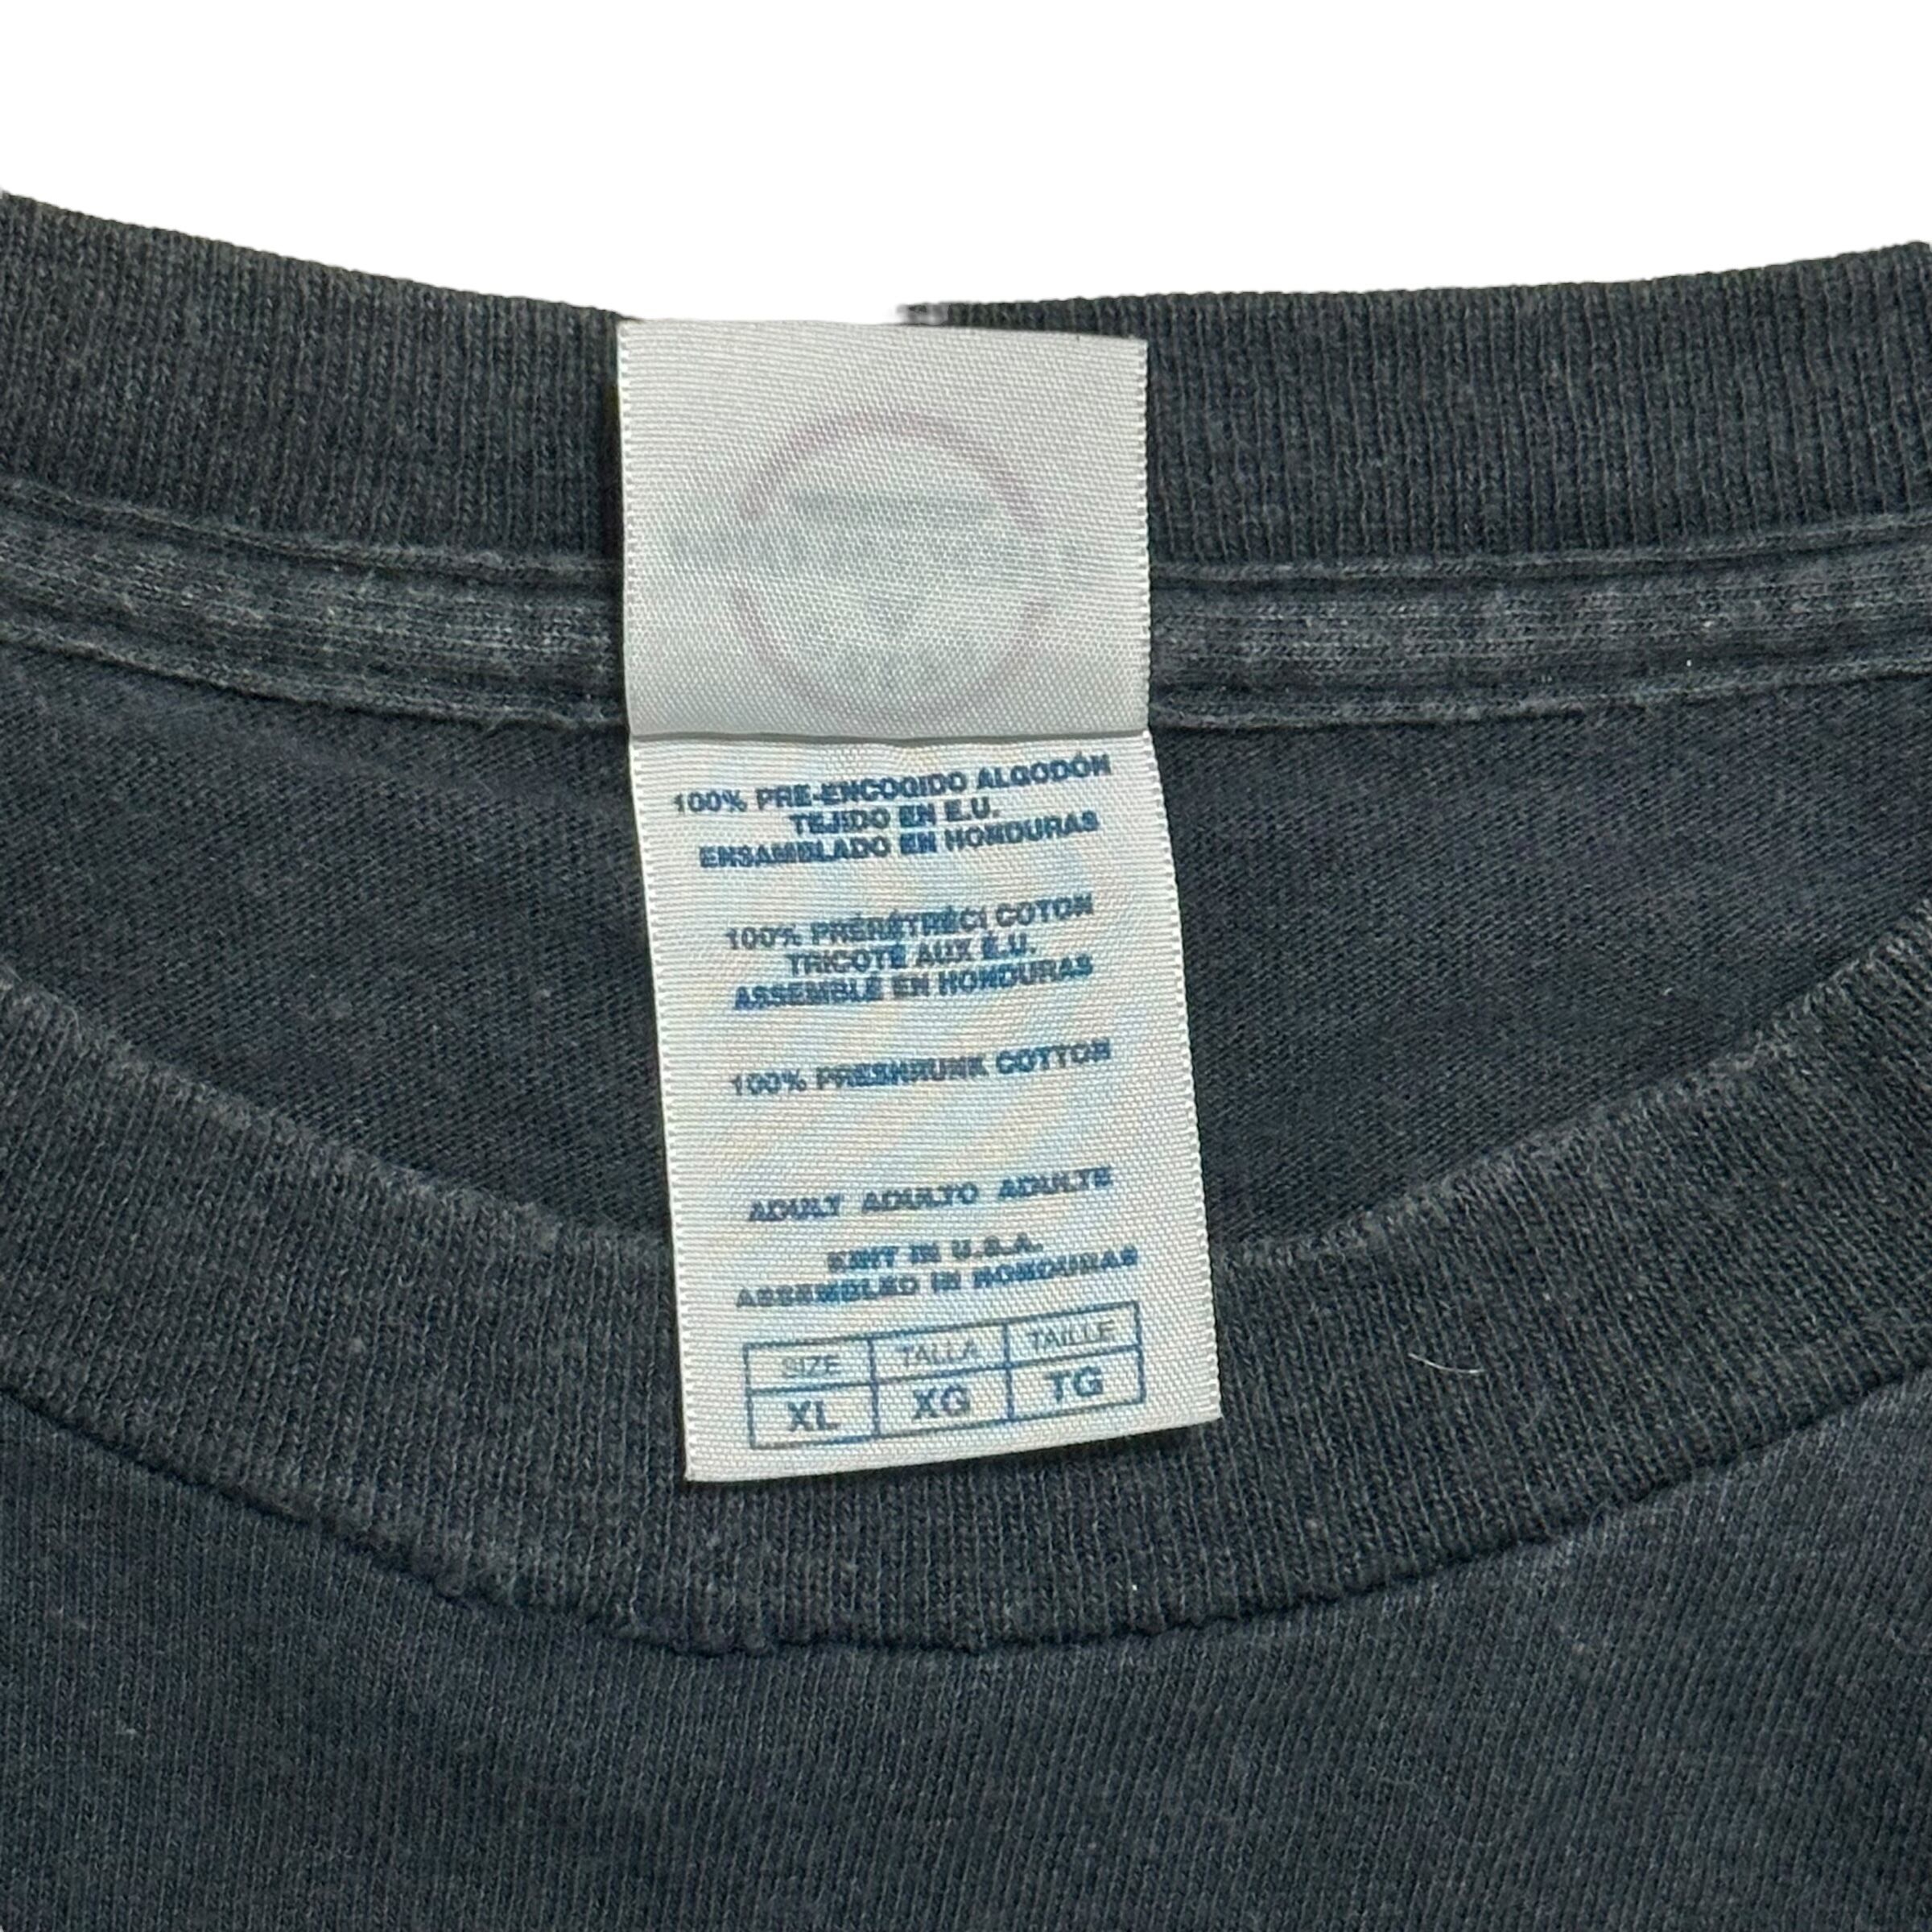 100% PRE-ENCOGIDO ALGODÓN
TEJIDO EN E.U.
ENSAMBLADO EN HONDURAS
100% PRÉRÉTRÉCI COTON
TRICOTÉ AUX É.U.
ASSEMBLÉ EN HONDURAS
100% PRESHRUNK COTTON
ADULT ADULTO ADULTE
KNIT IN U.S.A.
ASSEMBLED IN HONDURAS
SIZE TALLA TAILLE
XL XG TG